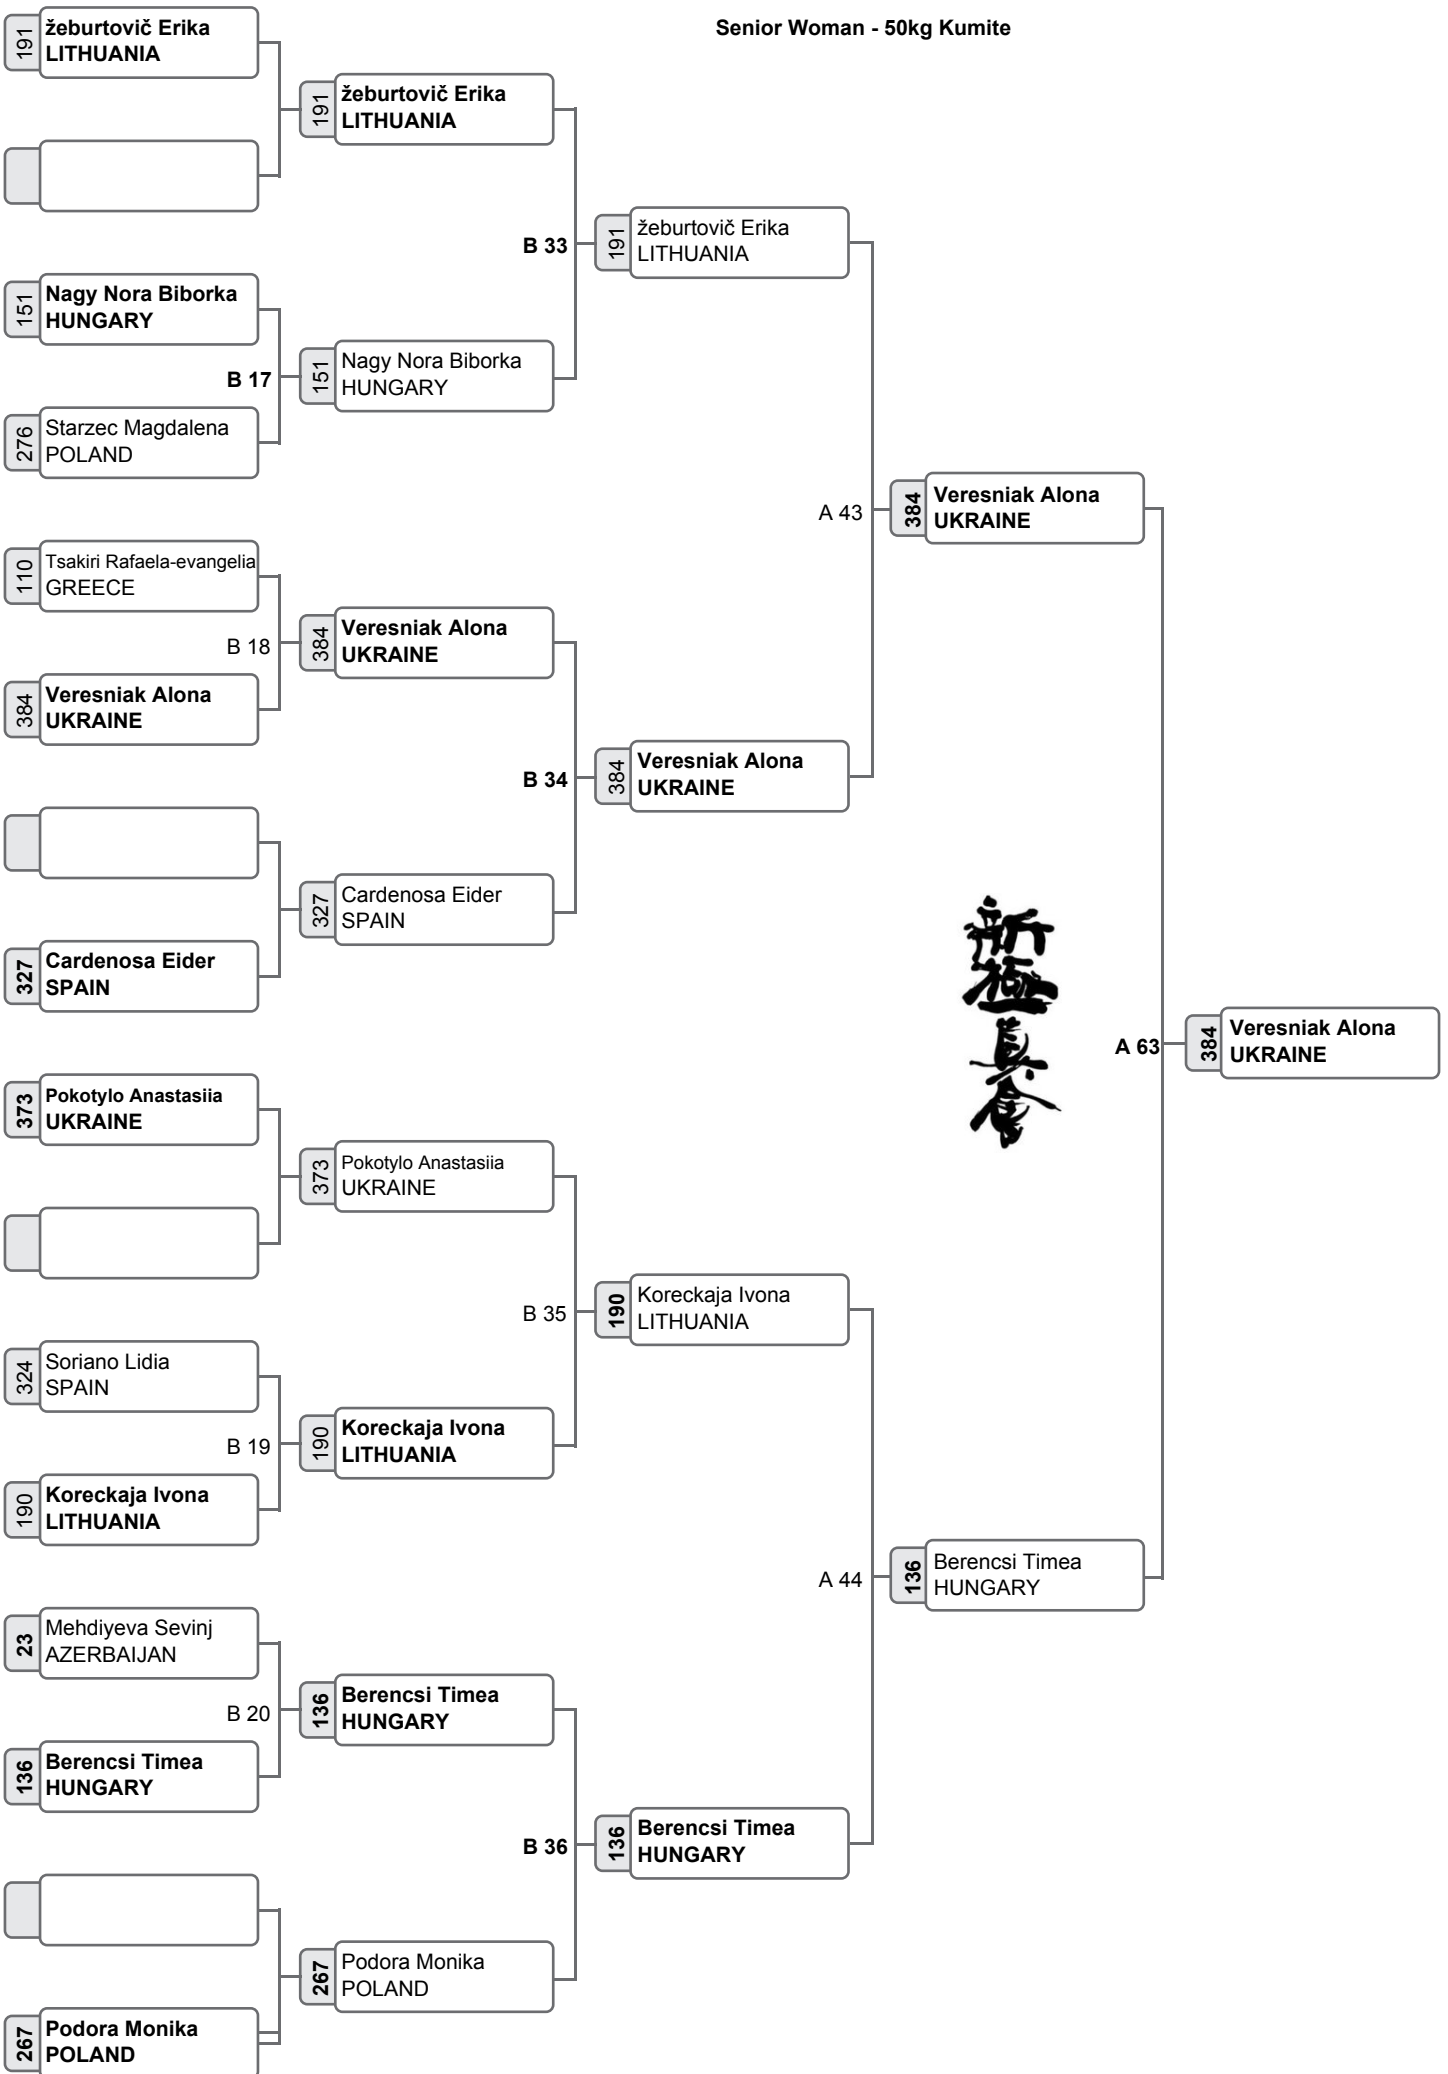 Senior Woman - 50kg Kumite
191
žeburtovič Erika
LITHUANIA
151
Nagy Nora Biborka
HUNGARY
B 17
276
Starzec Magdalena
POLAND
110
Tsakiri Rafaela-evangelia
GREECE
B 18
384
Veresniak Alona
UKRAINE
327
Cardenosa Eider
SPAIN
373
Pokotylo Anastasiia
UKRAINE
324
Soriano Lidia
SPAIN
B 19
190
Koreckaja Ivona
LITHUANIA
23
Mehdiyeva Sevinj
AZERBAIJAN
B 20
136
Berencsi Timea
HUNGARY
267
Podora Monika
POLAND
191
žeburtovič Erika
LITHUANIA
B 33
151
Nagy Nora Biborka
HUNGARY
384
Veresniak Alona
UKRAINE
B 34
327
Cardenosa Eider
SPAIN
373
Pokotylo Anastasiia
UKRAINE
B 35
190
Koreckaja Ivona
LITHUANIA
136
Berencsi Timea
HUNGARY
B 36
267
Podora Monika
POLAND
191
žeburtovič Erika
LITHUANIA
A 43
384
Veresniak Alona
UKRAINE
190
Koreckaja Ivona
LITHUANIA
A 44
136
Berencsi Timea
HUNGARY
384
Veresniak Alona
UKRAINE
新極真会
A 63
136
Berencsi Timea
HUNGARY
384
Veresniak Alona
UKRAINE